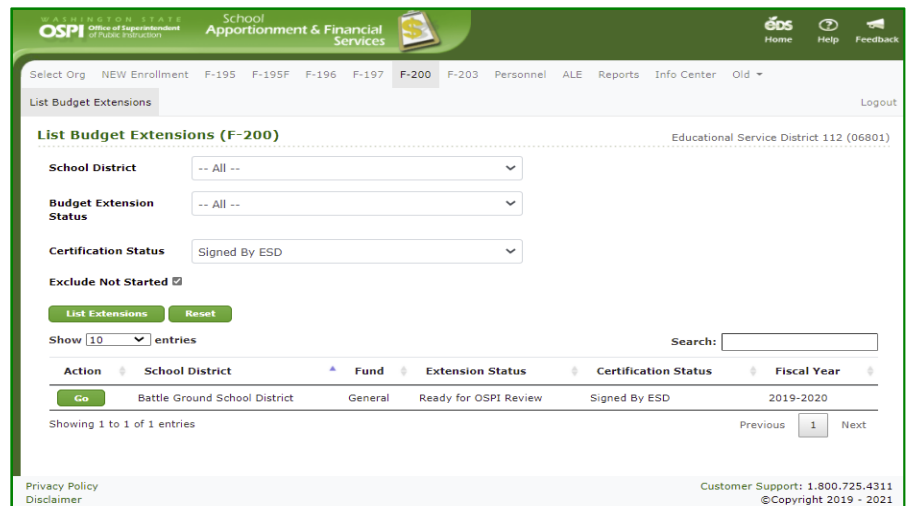 WASHINGTON STATE
OSPI Office of Superintendent
of Public Instruction
School
Apportionment & Financial
Services
ēds
Home Help Feedback
Select Org NEW Enrollment F-195 F-195F F-196 F-197 F-200 F-203 Personnel ALE Reports Info Center Old
List Budget Extensions Logout
List Budget Extensions (F-200) Educational Service District 112 (06801)
School District -- All --
Budget Extension
Status -- All --
Certification Status Signed By ESD
Exclude Not Started
List Extensions Reset
Show 10 entries Search:
Action School District Fund Extension Status Certification Status Fiscal Year
Go Battle Ground School District General Ready for OSPI Review Signed By ESD 2019-2020
Showing 1 to 1 of 1 entries Previous 1 Next
Privacy Policy Customer Support: 1.800.725.4311
Disclaimer ©Copyright 2019 - 2021